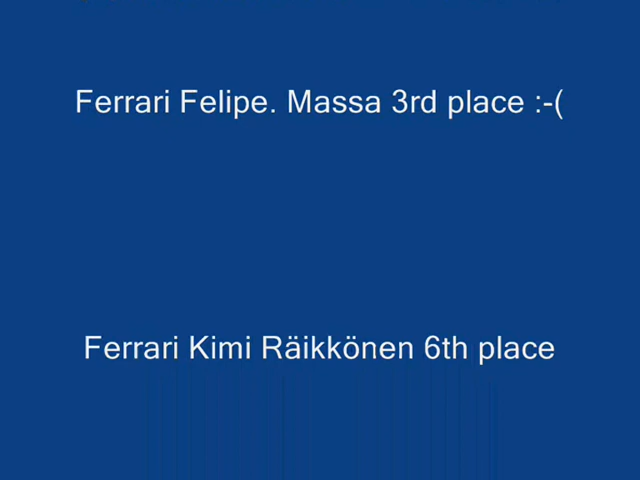 Ferrari Felipe. Massa 3rd place :-(
Ferrari Kimi Räikkönen 6th place